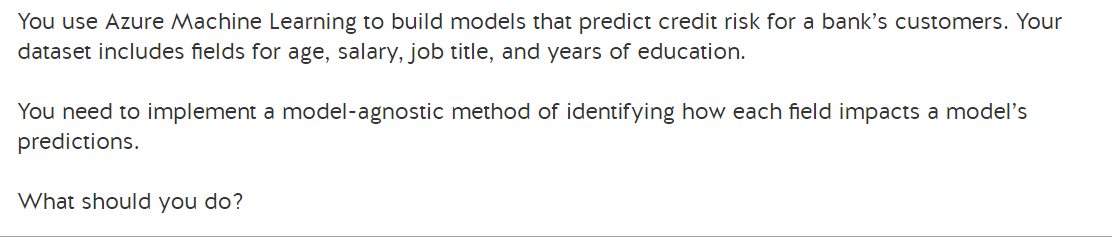 You use Azure Machine Learning to build models that predict credit risk for a bank’s customers. Your
dataset includes fields for age, salary, job title, and years of education.
You need to implement a model-agnostic method of identifying how each field impacts a model’s
predictions.
What should you do?